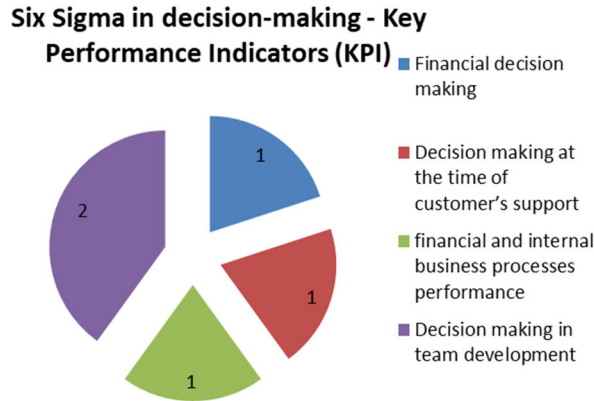 Six Sigma in decision-making - Key
Performance Indicators (KPI)
Financial decision
making
Decision making at
the time of
customer's support
financial and internal
business processes
performance
Decision making in
team development
1
1
1
2